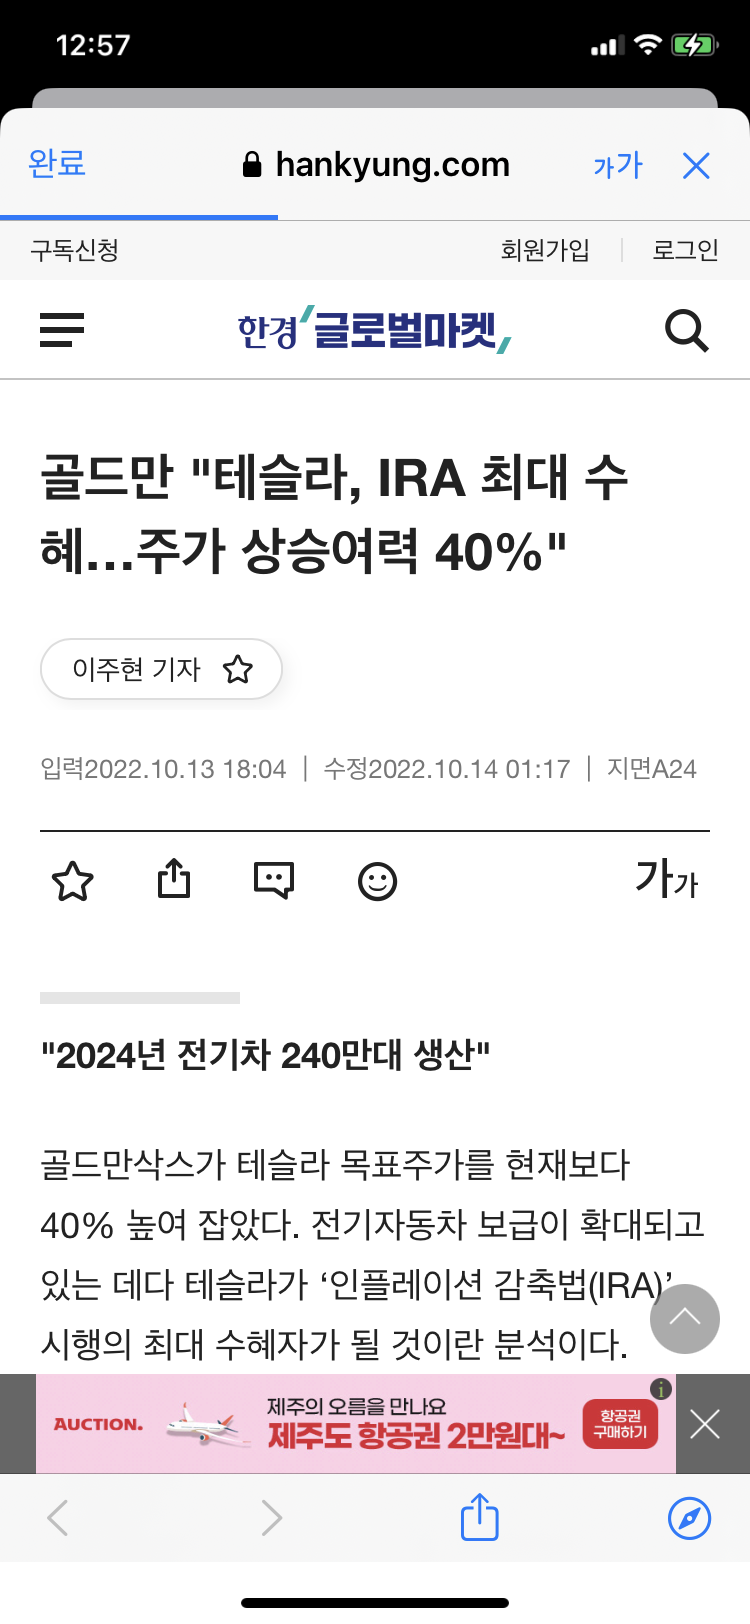 12:57
완료
hankyung.com
가가
구독신청
회원가입
로그인
한경 글로벌마켓
골드만 "테슬라, IRA 최대 수
혜…주가 상승여력 40%"
이주현 기자
입력2022.10.13 18:04
수정2022.10.14 01:17
지면A24
가가
"2024년 전기차 240만대 생산"
골드만삭스가 테슬라 목표주가를 현재보다
40% 높여 잡았다. 전기자동차 보급이 확대되고
있는 데다 테슬라가 ‘인플레이션 감축법(IRA)’
시행의 최대 수혜자가 될 것이란 분석이다.
AUCTION.
제주의 오름을 만나요
제주도 항공권 2만원대~
항공권
구매하기
i